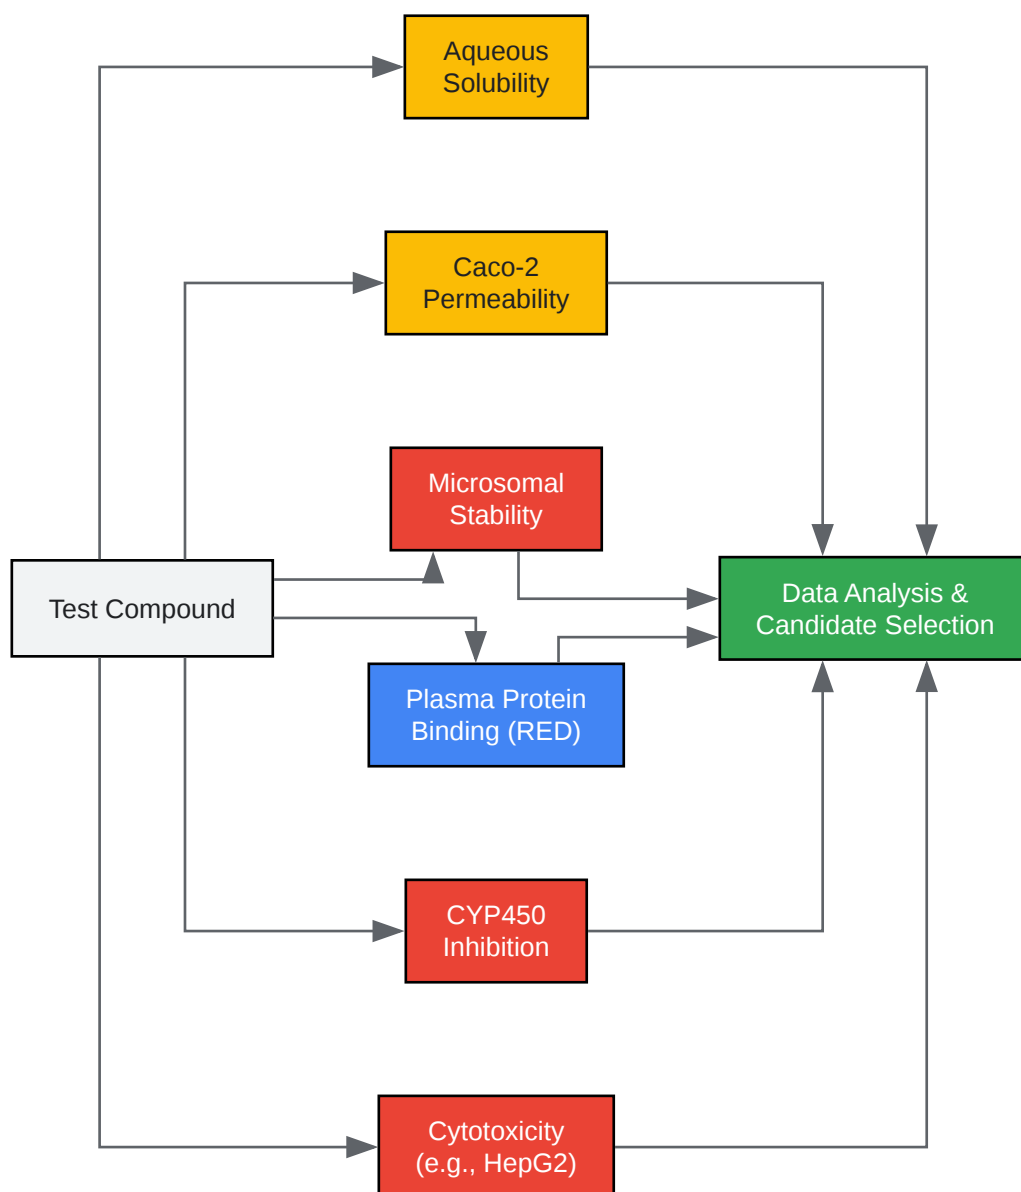 Aqueous
Solubility
Caco-2
Permeability
Microsomal
Stability
Test Compound
Data Analysis &
Candidate Selection
Plasma Protein
Binding (RED)
CYP450
Inhibition
Cytotoxicity
(e.g., HepG2)